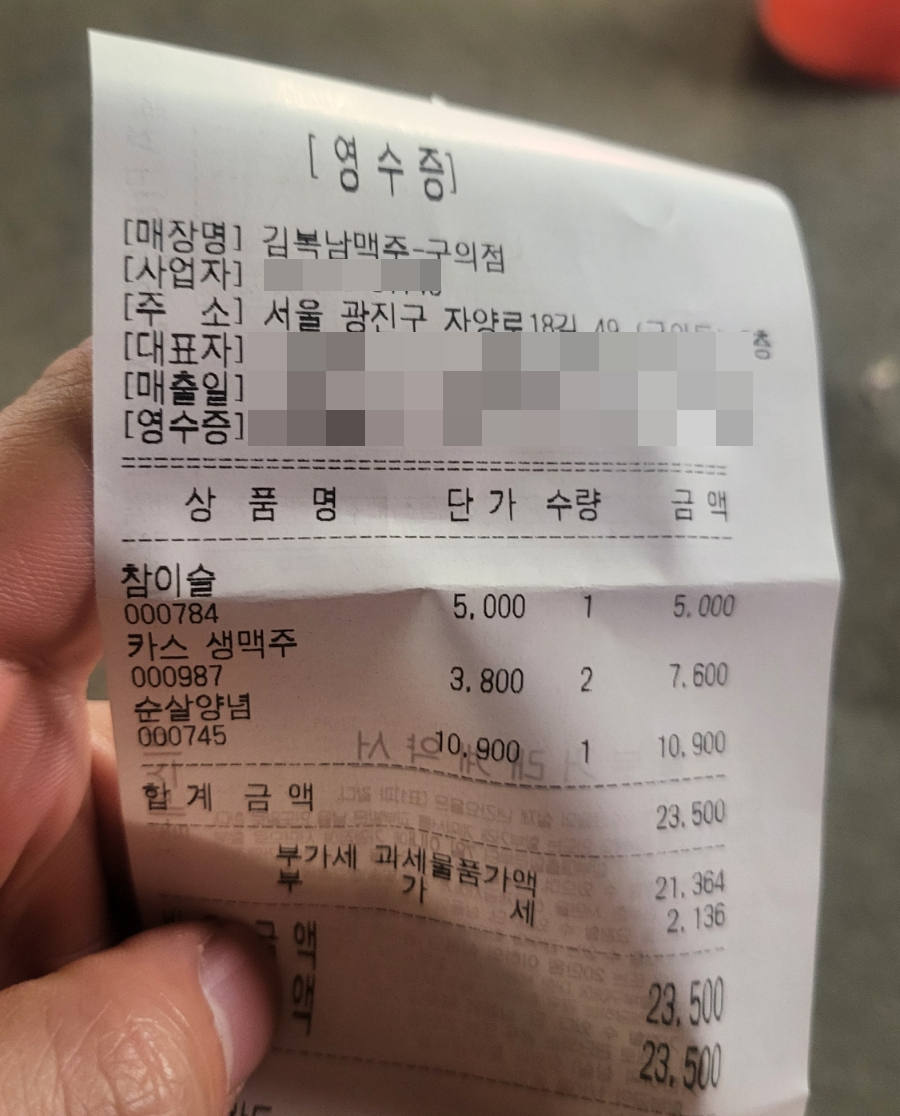 [영수증]
[매장명] 김복남맥주-구의점
[사업자]
[주 소] 서울 광진구 자양로18길 49
층
[대표자]
[매출일]
[영수증]
상 품 명 단 가 수량 금 액
참이슬
000784 5,000 1 5,000
카스 생맥주
000987 3,800 2 7,600
순살양념
000745 10,900 1 10,900
합 계 금 액 23,500
부가세 과세물품가액 21,364
부 가 세 2,136
금 액 23,500
액 23,500